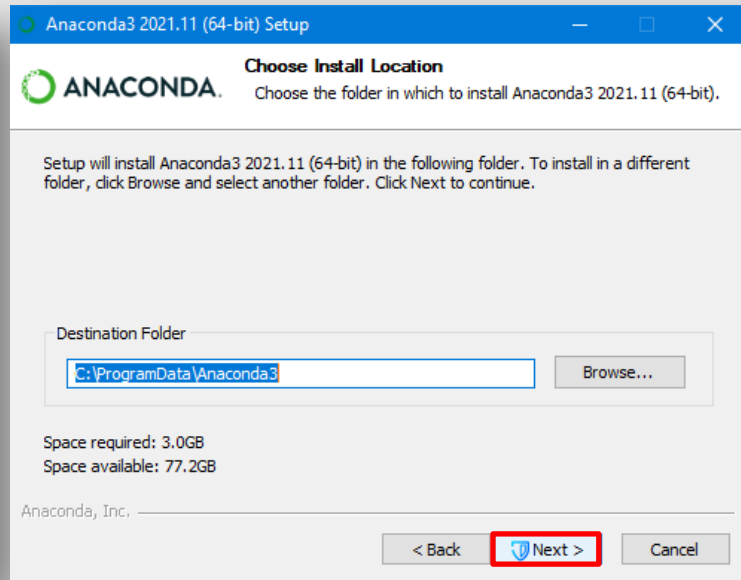 Anaconda3 2021.11 (64-bit) Setup
ANACONDA.
Choose Install Location
Choose the folder in which to install Anaconda3 2021.11 (64-bit).
Setup will install Anaconda3 2021.11 (64-bit) in the following folder. To install in a different
folder, click Browse and select another folder. Click Next to continue.
Destination Folder
C:\ProgramData\Anaconda3
Browse...
Space required: 3.0GB
Space available: 77.2GB
Anaconda, Inc.
< Back
Next >
Cancel